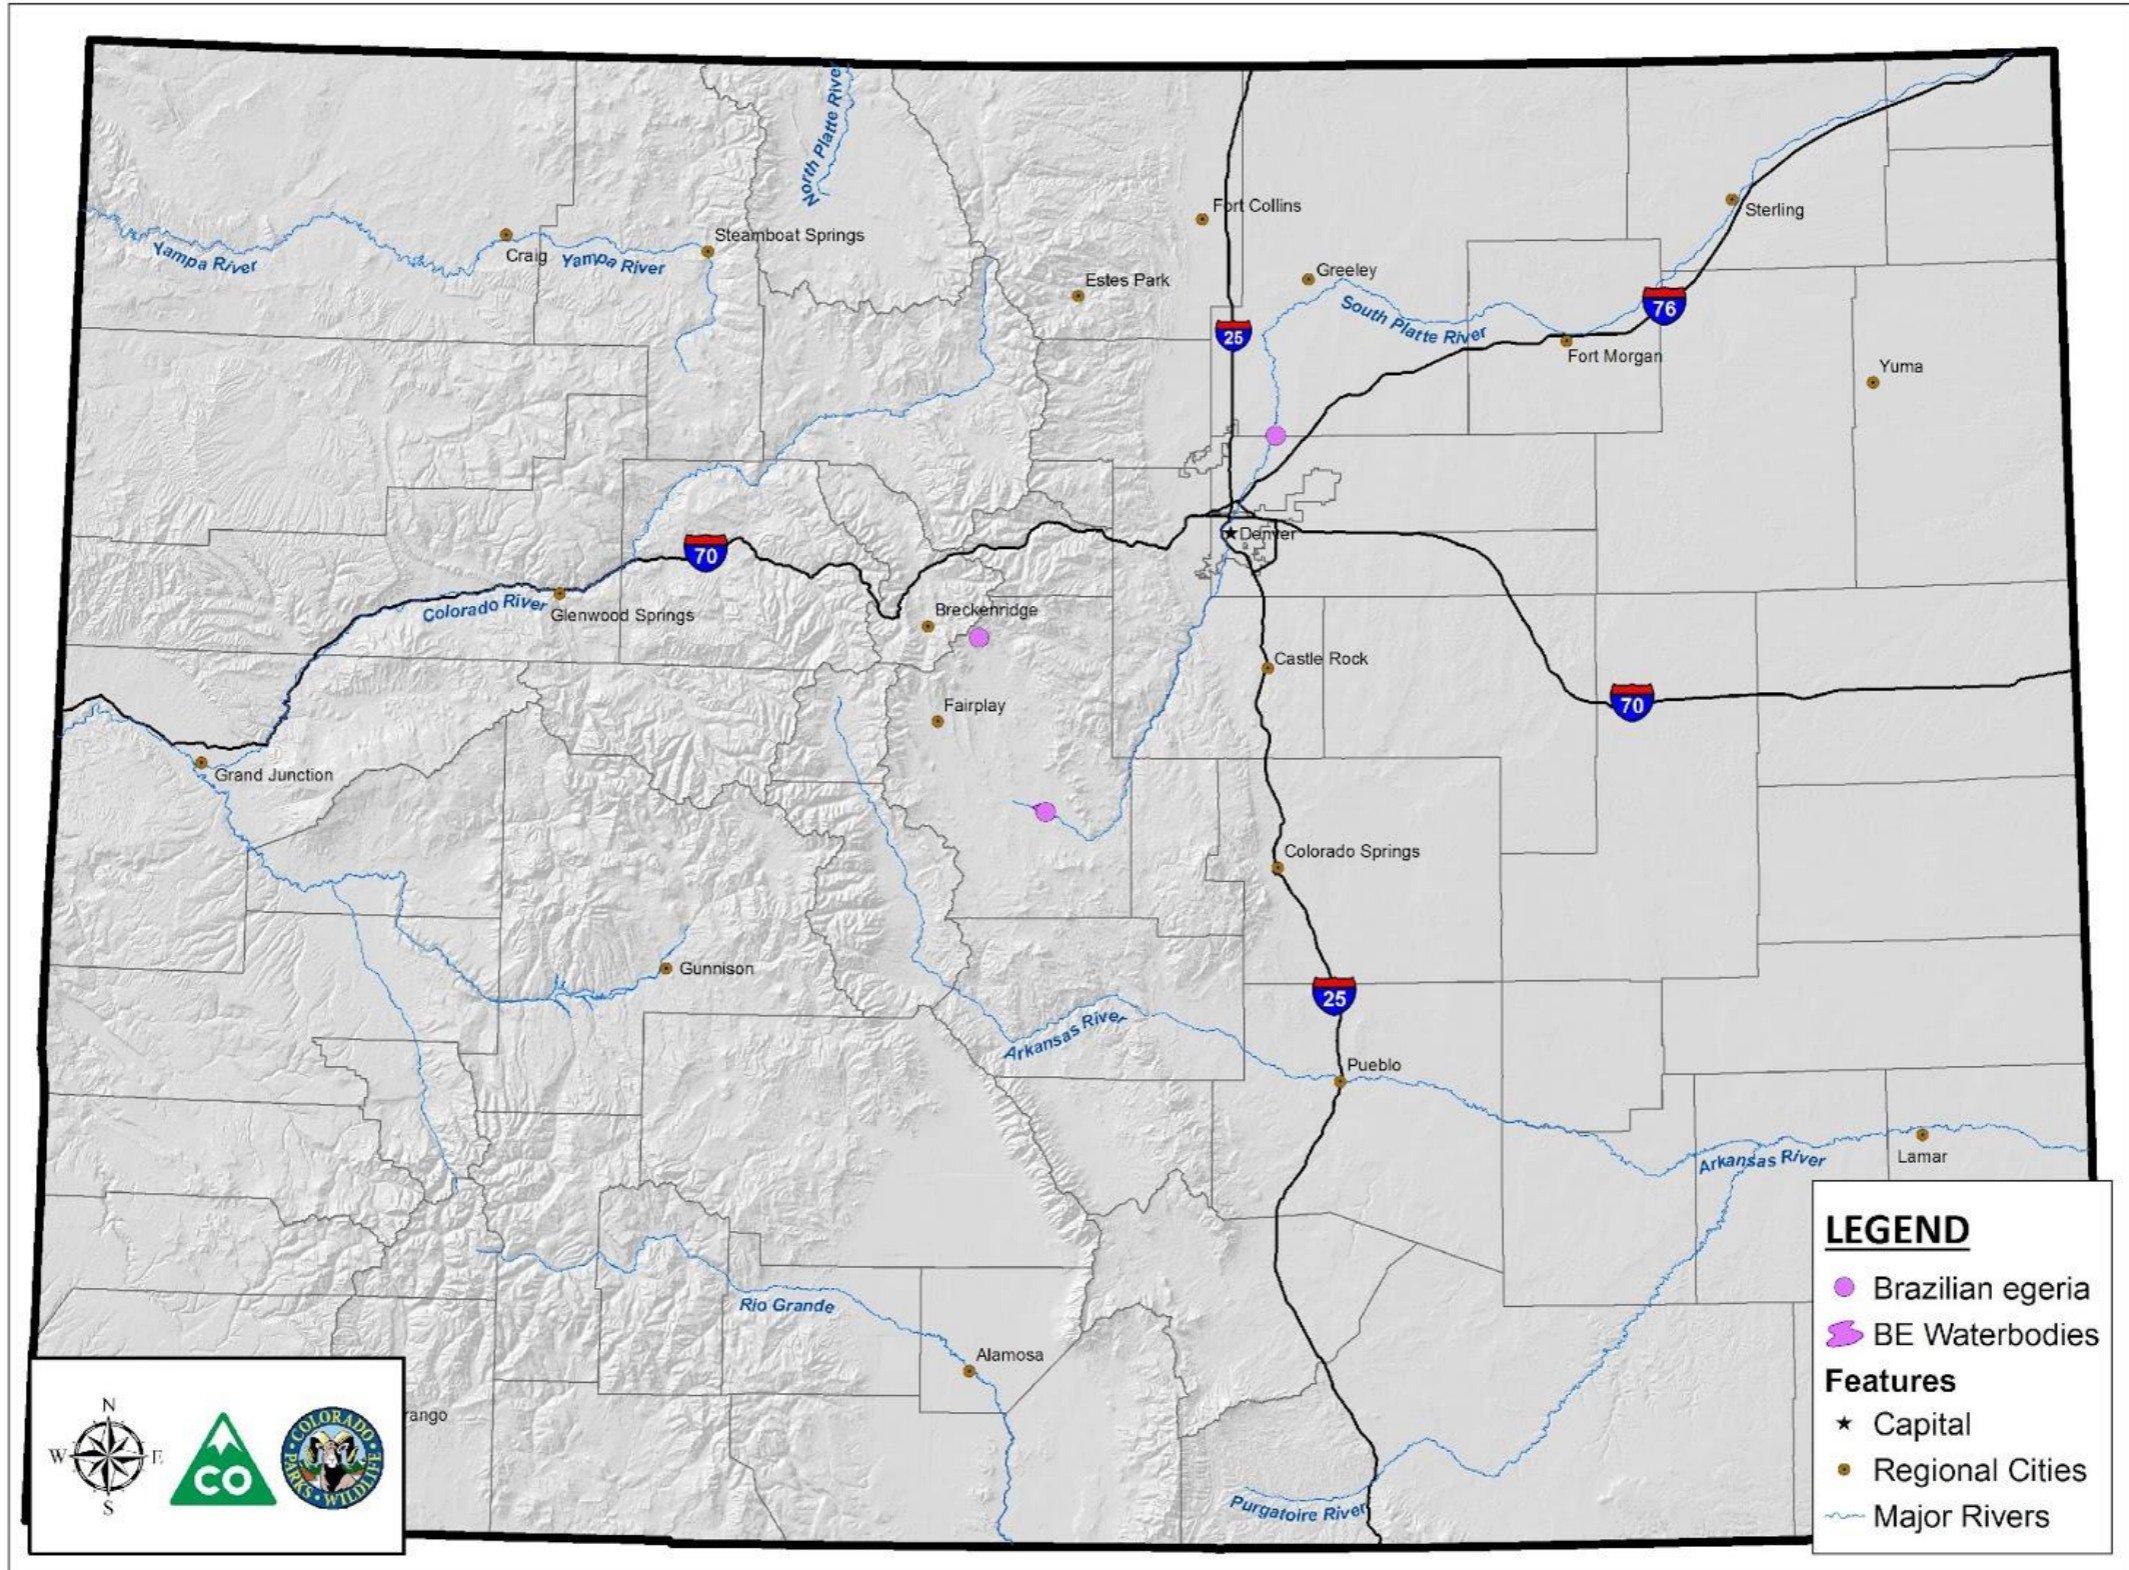 North Platte River
Fort Collins
Sterling
Steamboat Springs
Craig
Yampa River
Yampa River
Estes Park
Greeley
South Platte River
76
25
Fort Morgan
Yuma
Denver
70
Colorado River
Glenwood Springs
Breckenridge
Castle Rock
70
Fairplay
Grand Junction
Colorado Springs
Gunnison
25
Arkansas River
Pueblo
Arkansas River
Lamar
Rio Grande
Alamosa
rango
Purgatoire River
N
W
E
S
CO
COLORADO
PARKS • WILDLIFE
LEGEND
Brazilian egeria
BE Waterbodies
Features
Capital
Regional Cities
Major Rivers